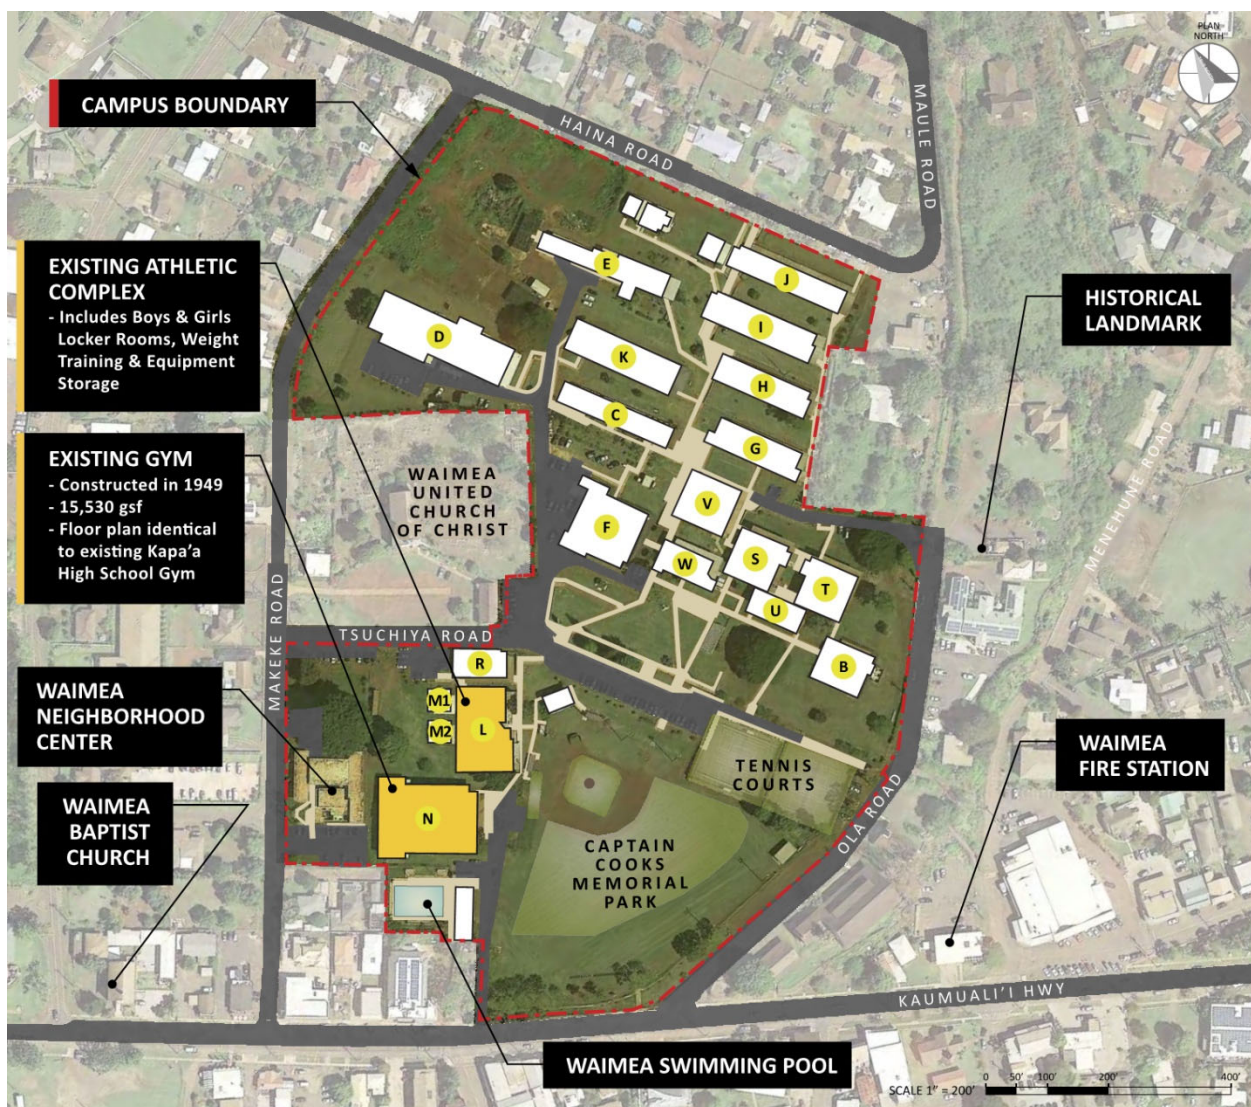 PLAN
NORTH
CAMPUS BOUNDARY
HAINA ROAD
MAULE ROAD
EXISTING ATHLETIC
COMPLEX
- Includes Boys & Girls
Locker Rooms, Weight
Training & Equipment
Storage
HISTORICAL
LANDMARK
E
J
I
D
K
H
C
G
EXISTING GYM
- Constructed in 1949
- 15,530 gsf
- Floor plan identical
to existing Kapa'a
High School Gym
WAIMEA
UNITED
CHURCH
OF CHRIST
V
F
W
S
T
U
B
MENEHUNE ROAD
MAKEKE ROAD
TSUCHIYA ROAD
R
M1
M2
L
N
WAIMEA
NEIGHBORHOOD
CENTER
WAIMEA
BAPTIST
CHURCH
TENNIS
COURTS
WAIMEA
FIRE STATION
CAPTAIN
COOKS
MEMORIAL
PARK
OLA ROAD
KAUMUALI'I HWY
WAIMEA SWIMMING POOL
SCALE 1" = 200'
0 50' 100' 200' 400'